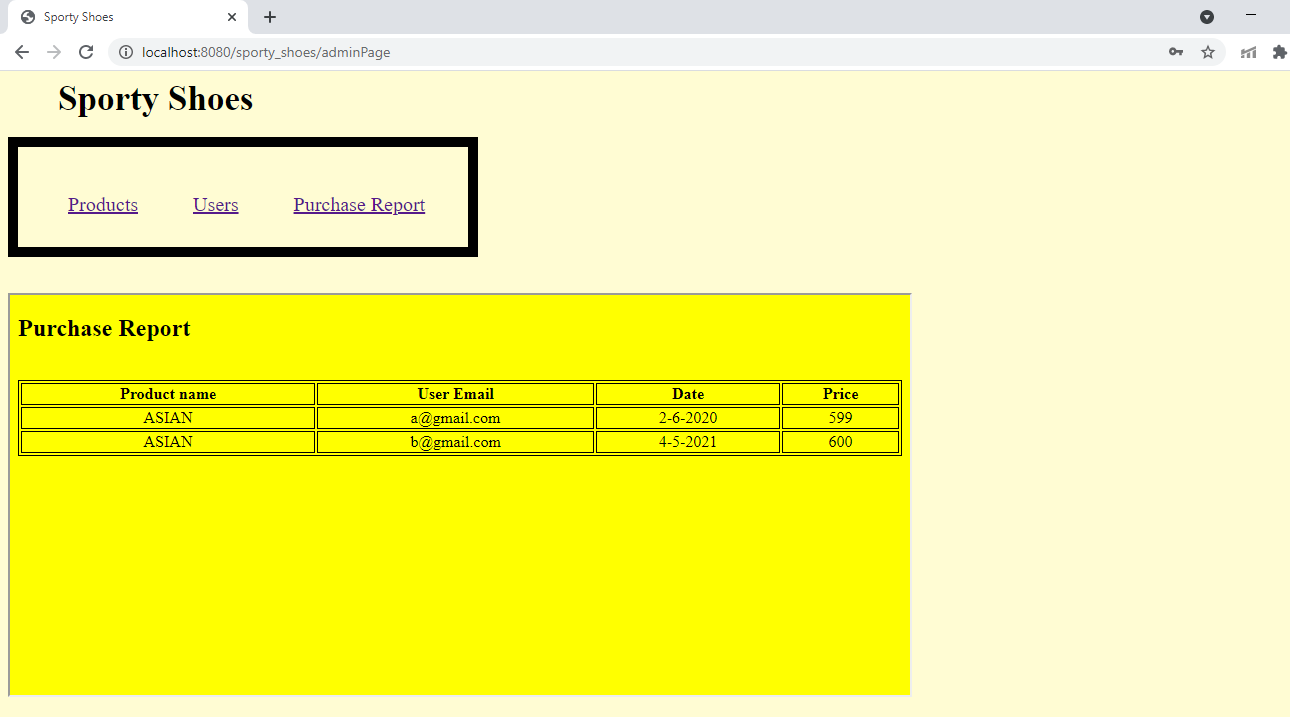 Sporty Shoes
localhost:8080/sporty_shoes/adminPage
Sporty Shoes
Products Users Purchase Report
Purchase Report
Product name User Email Date Price
ASIAN a@gmail.com 2-6-2020 599
ASIAN b@gmail.com 4-5-2021 600